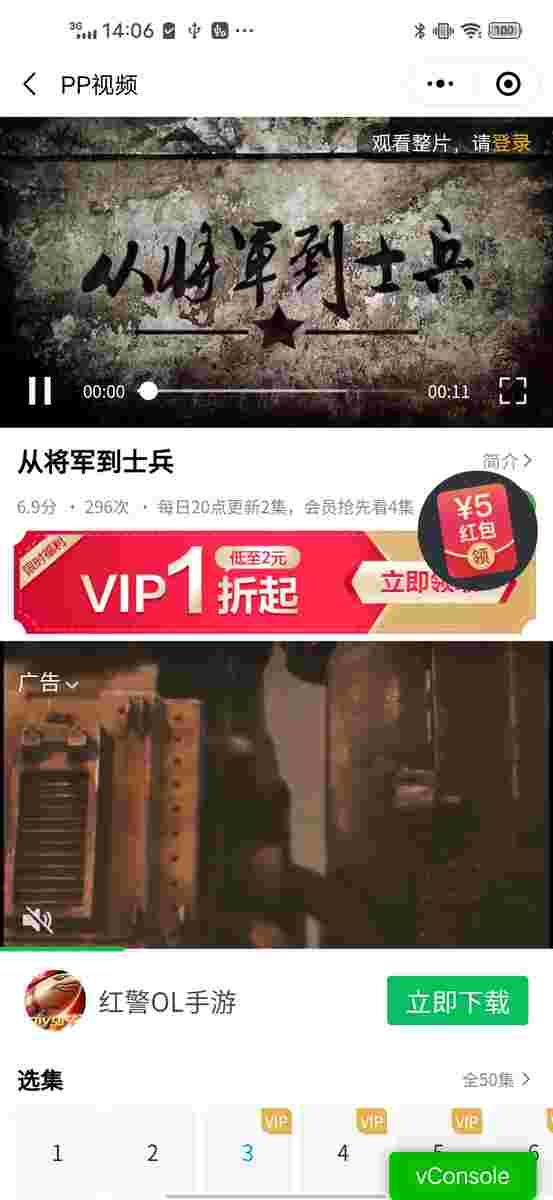 3G 14:06 100
PP视频
观看整片，请登录
从将军到士兵
00:00 00:11
从将军到士兵
简介
6.9分 · 296次 · 每日20点更新2集，会员抢先看4集
¥5
红包
领
限时福利
VIP1折起
低至2元
立即领
广告
红警OL手游
立即下载
选集
全50集
VIP VIP VIP
1 2 3 4 5 6
vConsole